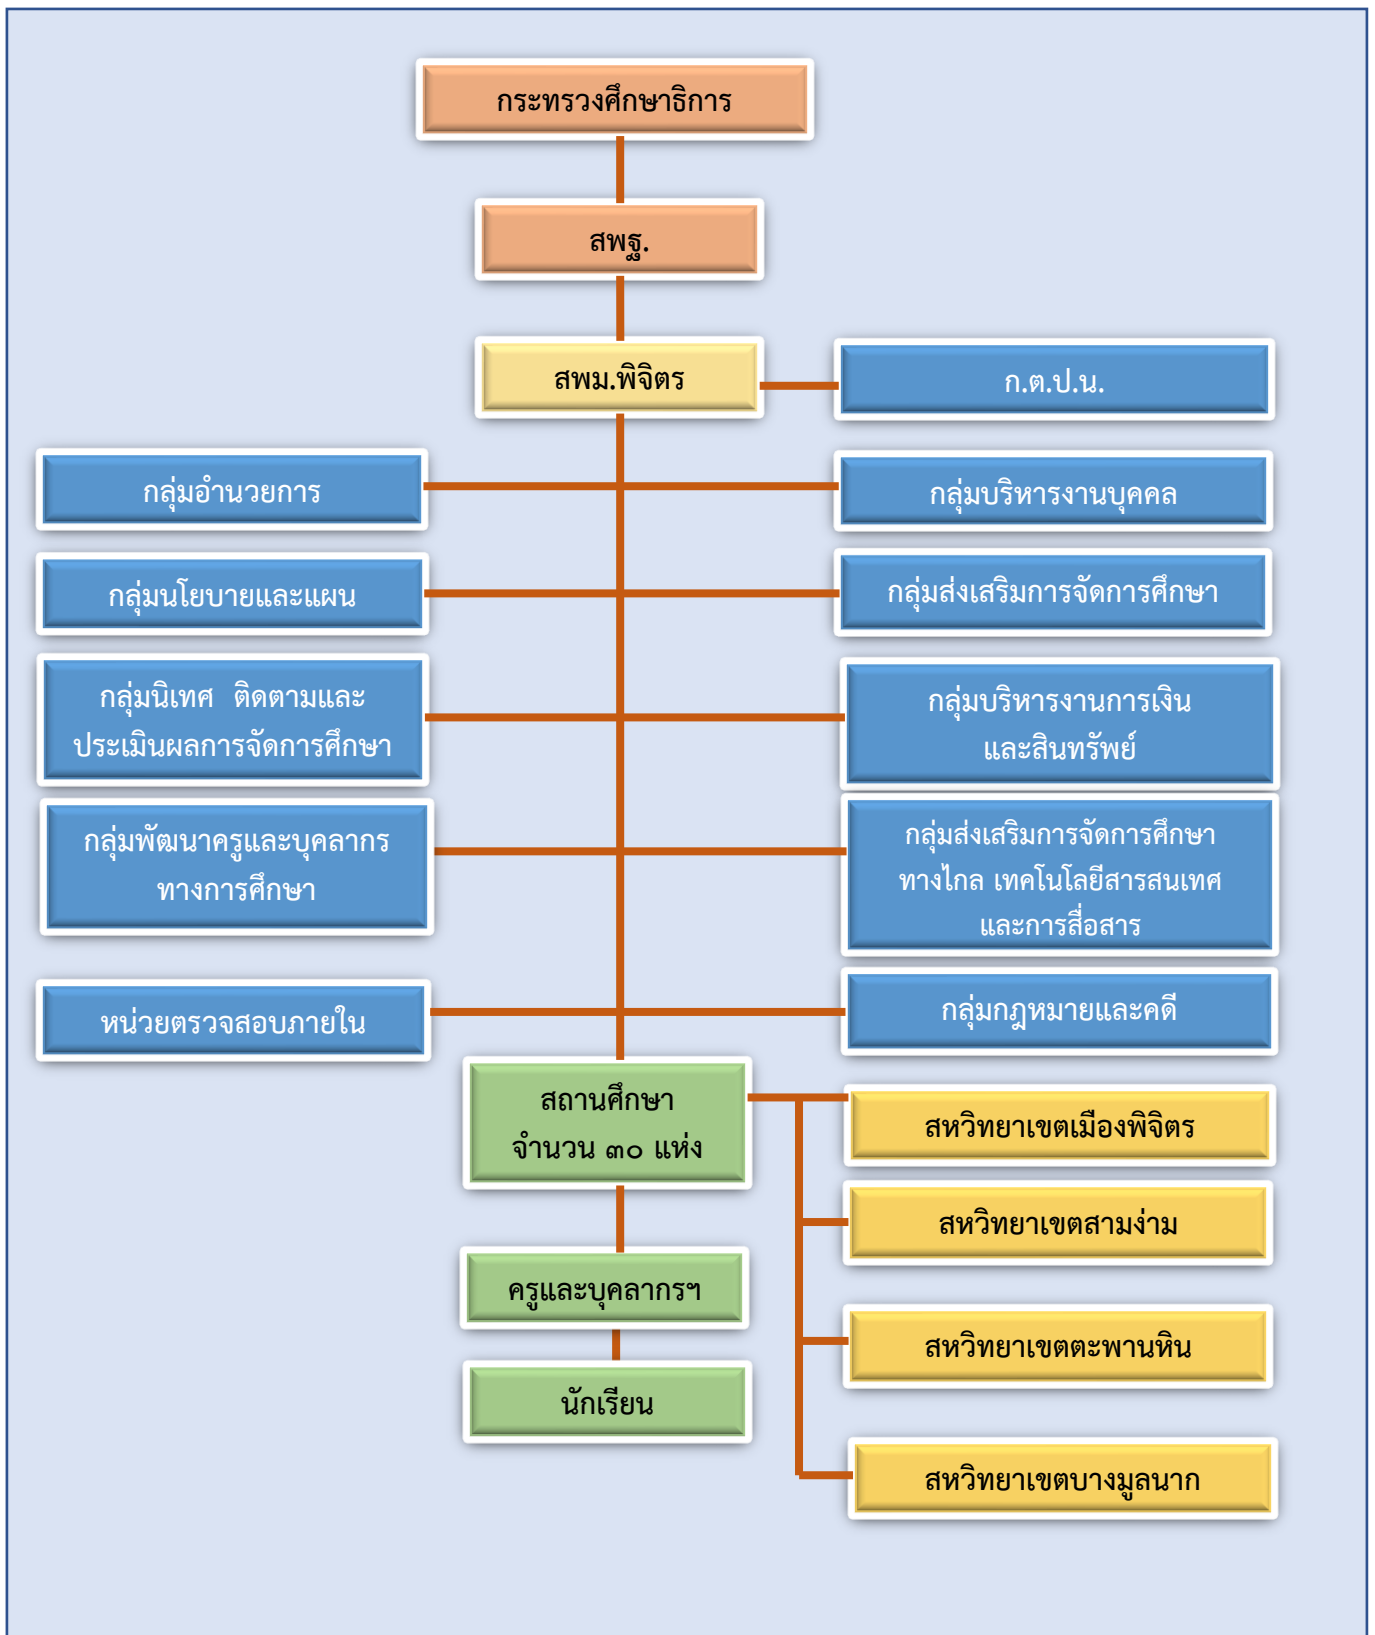 กระทรวงศึกษาธิการ
สพฐ.
สพม.พิจิตร
ก.ต.ป.น.
กลุ่มอำนวยการ
กลุ่มบริหารงานบุคคล
กลุ่มนโยบายและแผน
กลุ่มส่งเสริมการจัดการศึกษา
กลุ่มนิเทศ ติดตามและ
ประเมินผลการจัดการศึกษา
กลุ่มบริหารงานการเงิน
และสินทรัพย์
กลุ่มพัฒนาครูและบุคลากร
ทางการศึกษา
กลุ่มส่งเสริมการจัดการศึกษา
ทางไกล เทคโนโลยีสารสนเทศ
และการสื่อสาร
หน่วยตรวจสอบภายใน
กลุ่มกฎหมายและคดี
สถานศึกษา
จำนวน ๓๐ แห่ง
สหวิทยาเขตเมืองพิจิตร
สหวิทยาเขตสามง่าม
ครูและบุคลากรฯ
สหวิทยาเขตตะพานหิน
นักเรียน
สหวิทยาเขตบางมูลนาก